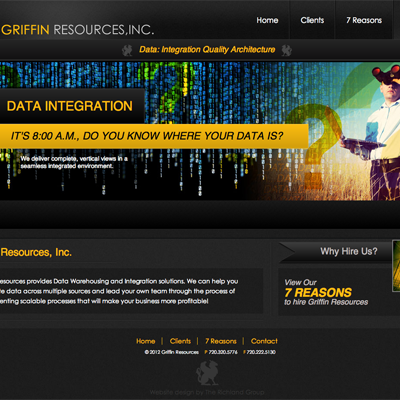 GRIFFIN RESOURCES,INC.
Home Clients 7 Reasons
Data: Integration Quality Architecture
DATA INTEGRATION
IT'S 8:00 A.M., DO YOU KNOW WHERE YOUR DATA IS?
We deliver complete, vertical views in a
seamless integrated environment.
Resources, Inc.
Why Hire Us?
esources provides Data Warehousing and Integration solutions. We can help you
te data across multiple sources and lead your own team through the process of
enting scalable processes that will make your business more profitable!
View Our
7 REASONS
to hire Griffin Resources
Home | Clients | 7 Reasons | Contact
© 2012 Griffin Resources P 720.320.5776 F 720.222.5130
Website design by